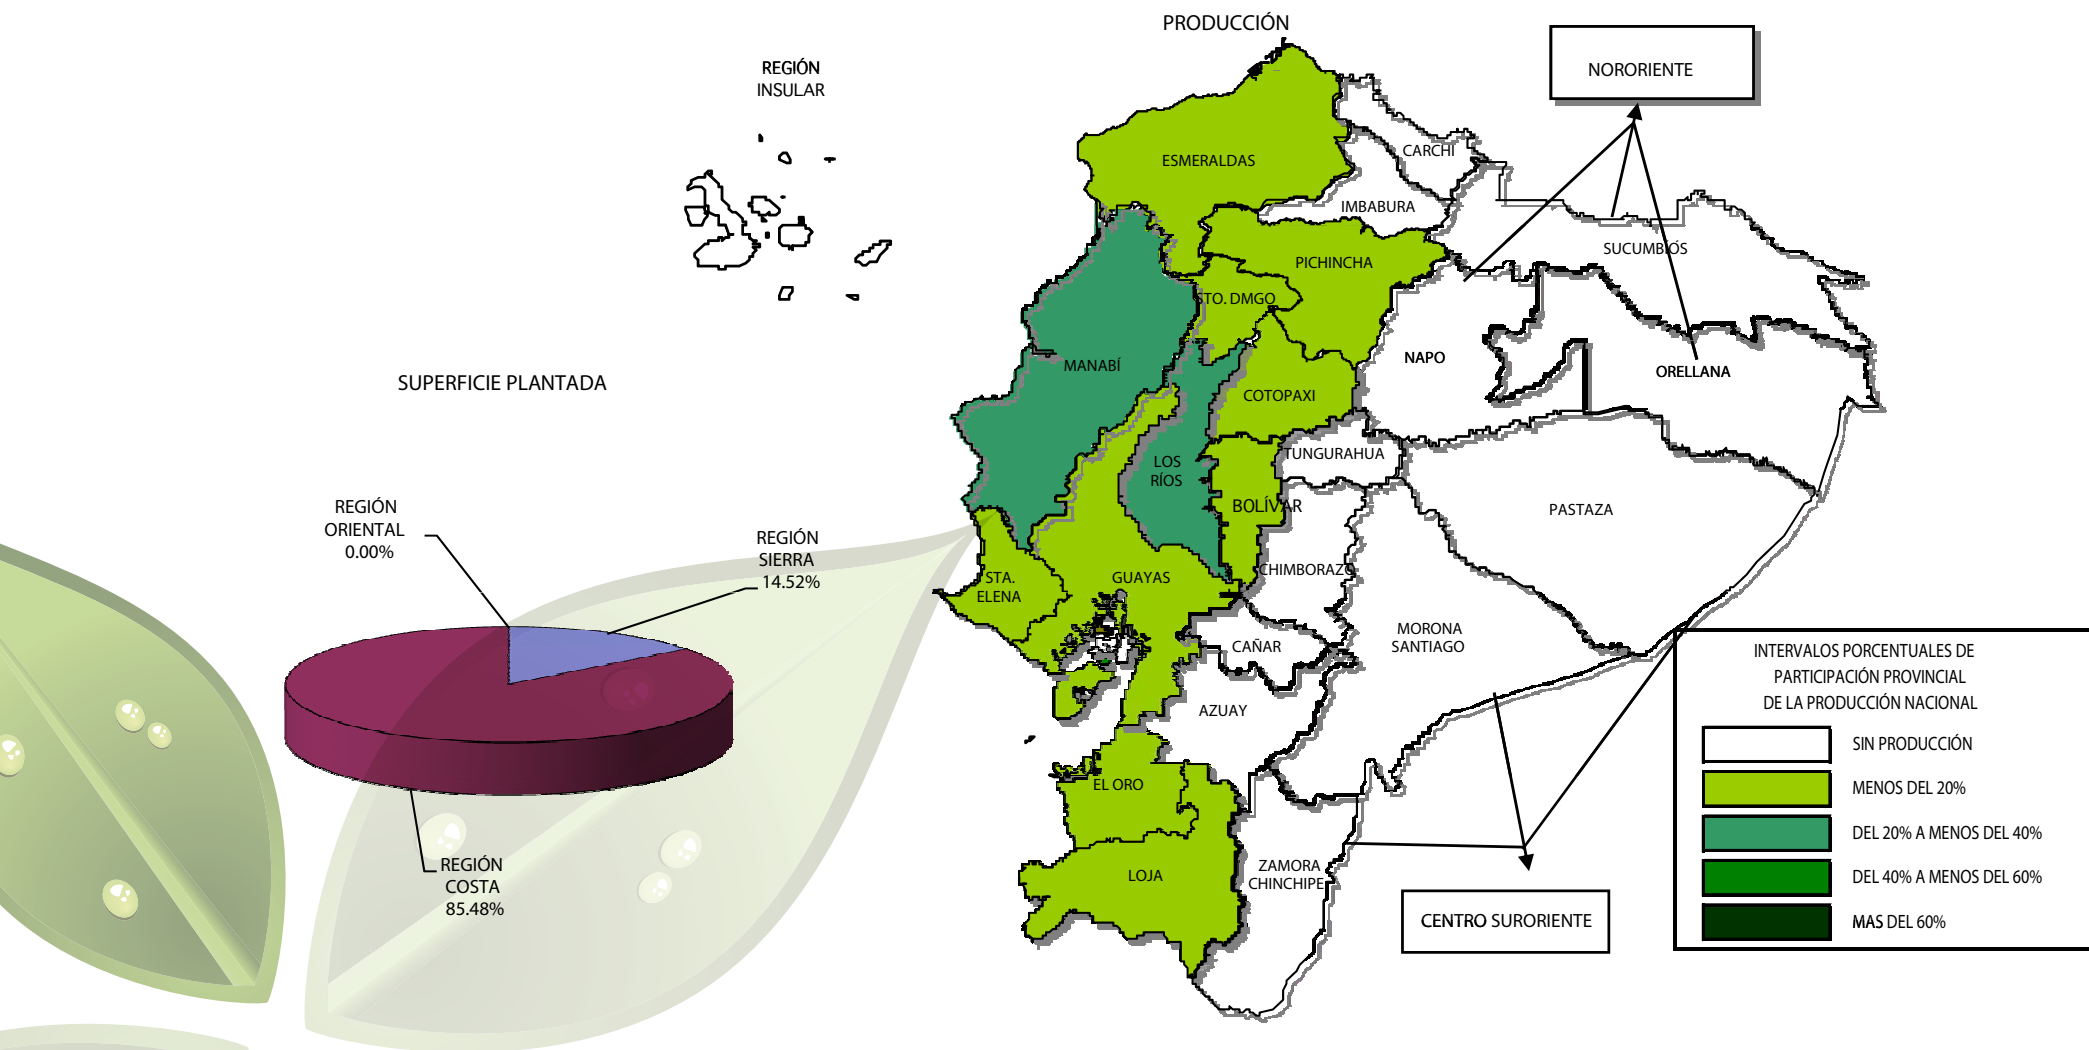 PRODUCCIÓN
REGIÓN
INSULAR
NORORIENTE
ESMERALDAS
CARCHI
IMBABURA
SUCUMBÍOS
PICHINCHA
STO. DMGO
MANABÍ
NAPO
ORELLANA
COTOPAXI
TUNGURAHUA
LOS
RÍOS
BOLÍVAR
PASTAZA
CHIMBORAZO
STA.
ELENA
GUAYAS
MORONA
SANTIAGO
CAÑAR
AZUAY
EL ORO
LOJA
ZAMORA
CHINCHIPE
CENTRO SURORIENTE
SUPERFICIE PLANTADA
REGIÓN
ORIENTAL
0.00%
REGIÓN
SIERRA
14.52%
REGIÓN
COSTA
85.48%
INTERVALOS PORCENTUALES DE
PARTICIPACIÓN PROVINCIAL
DE LA PRODUCCIÓN NACIONAL
SIN PRODUCCIÓN
MENOS DEL 20%
DEL 20% A MENOS DEL 40%
DEL 40% A MENOS DEL 60%
MAS DEL 60%